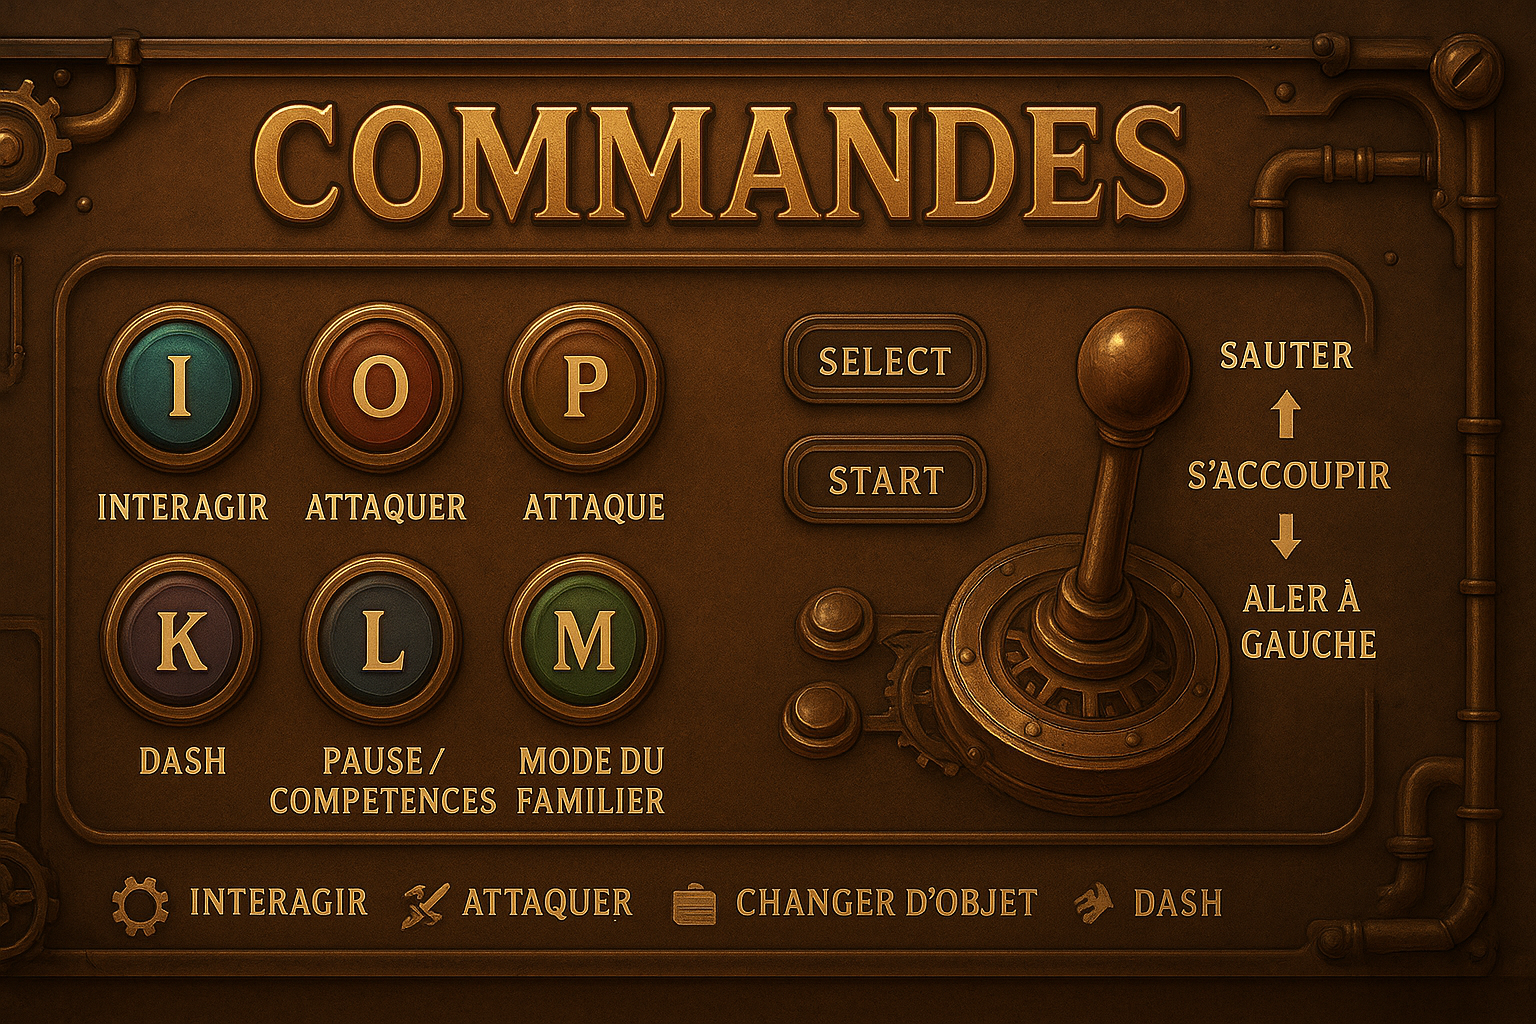 COMMANDES
I
O
P
INTERAGIR
ATTAQUER
ATTAQUE
K
L
M
DASH
PAUSE /
COMPETENCES
MODE DU
FAMILIER
SELECT
START
SAUTER
S'ACCOUPIR
ALER À
GAUCHE
INTERAGIR
ATTAQUER
CHANGER D'OBJET
DASH